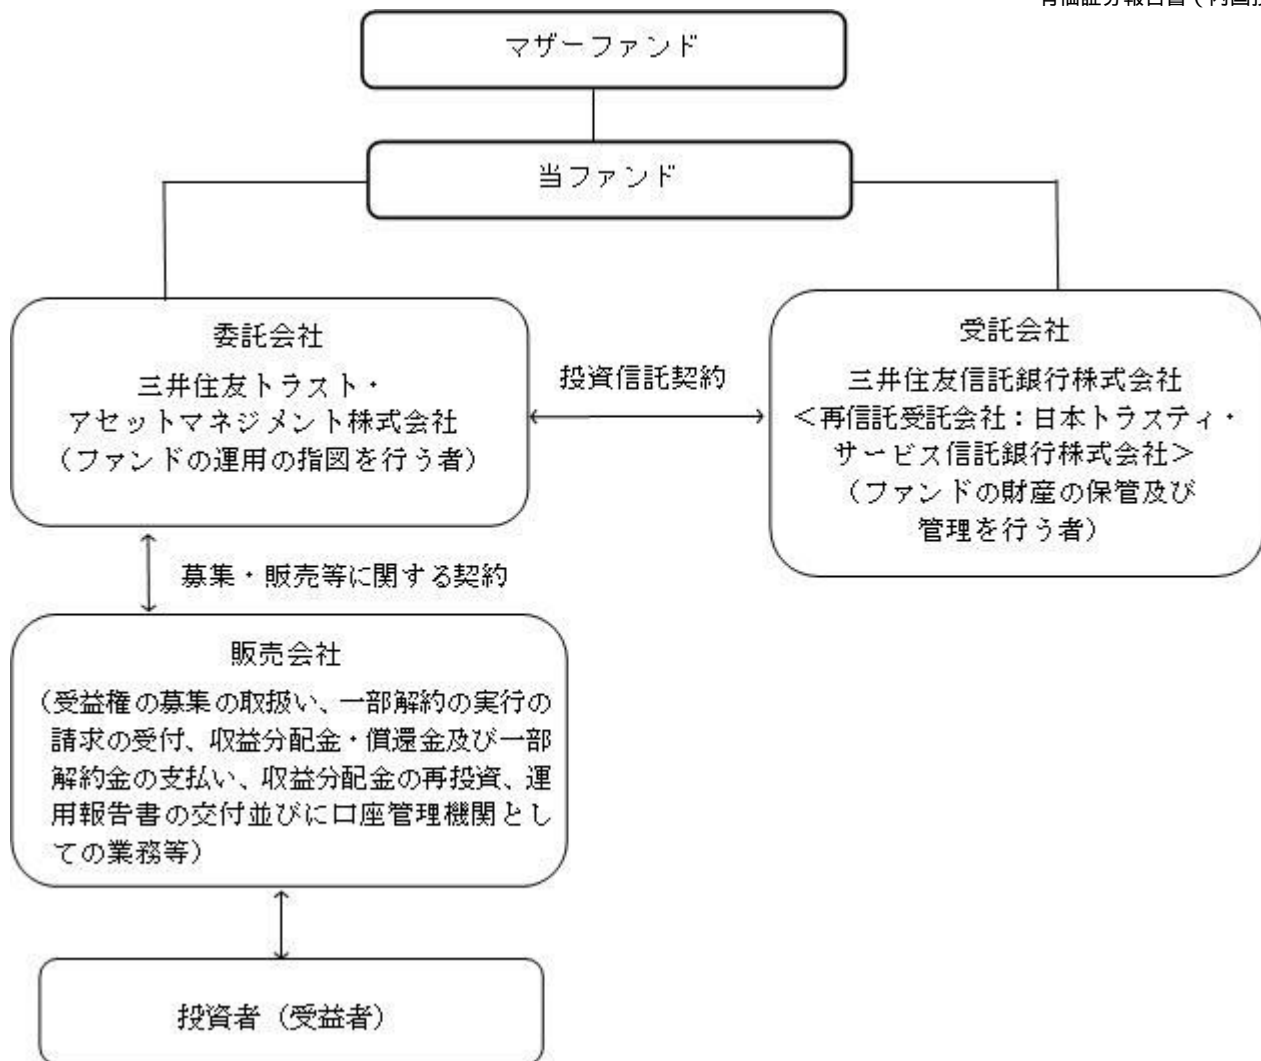 マザーファンド
当ファンド
委託会社
三井住友トラスト・
アセットマネジメント株式会社
（ファンドの運用の指図を行う者）
投資信託契約
受託会社
三井住友信託銀行株式会社
＜再信託受託会社：日本トラスティ・
サービス信託銀行株式会社＞
（ファンドの財産の保管及び
管理を行う者）
募集・販売等に関する契約
販売会社
（受益権の募集の取扱い、一部解約の実行の
請求の受付、収益分配金・償還金及び一部
解約金の支払い、収益分配金の再投資、運
用報告書の交付並びに口座管理機関とし
ての業務等）
投資者（受益者）